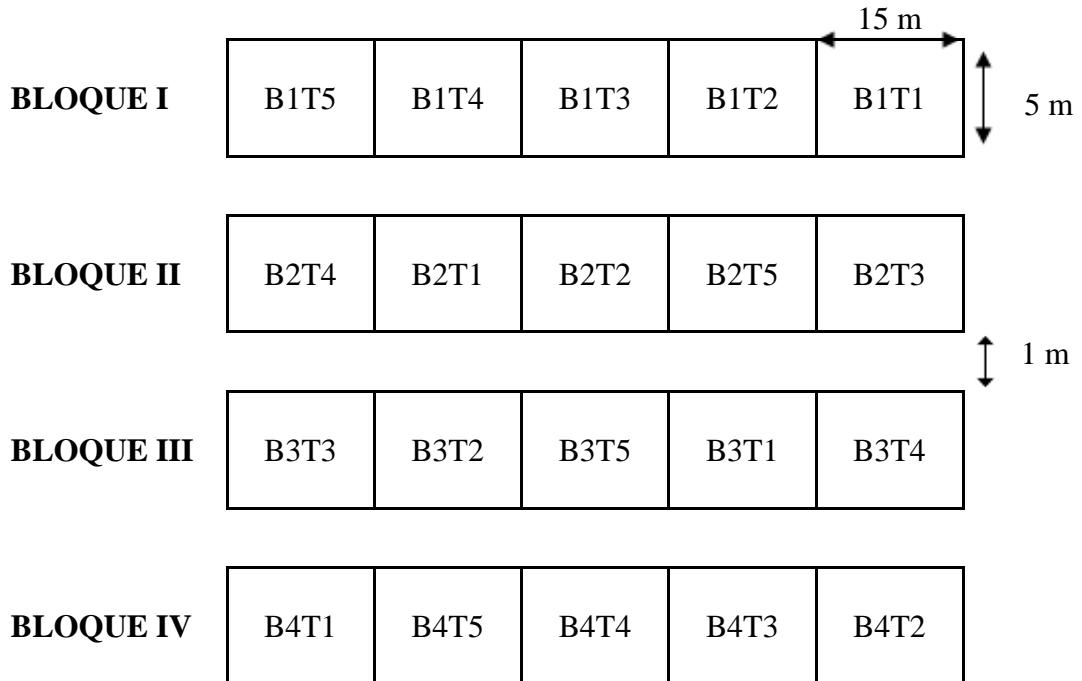 15 m
BLOQUE I B1T5 B1T4 B1T3 B1T2 B1T1 5 m
BLOQUE II B2T4 B2T1 B2T2 B2T5 B2T3
1 m
BLOQUE III B3T3 B3T2 B3T5 B3T1 B3T4
BLOQUE IV B4T1 B4T5 B4T4 B4T3 B4T2